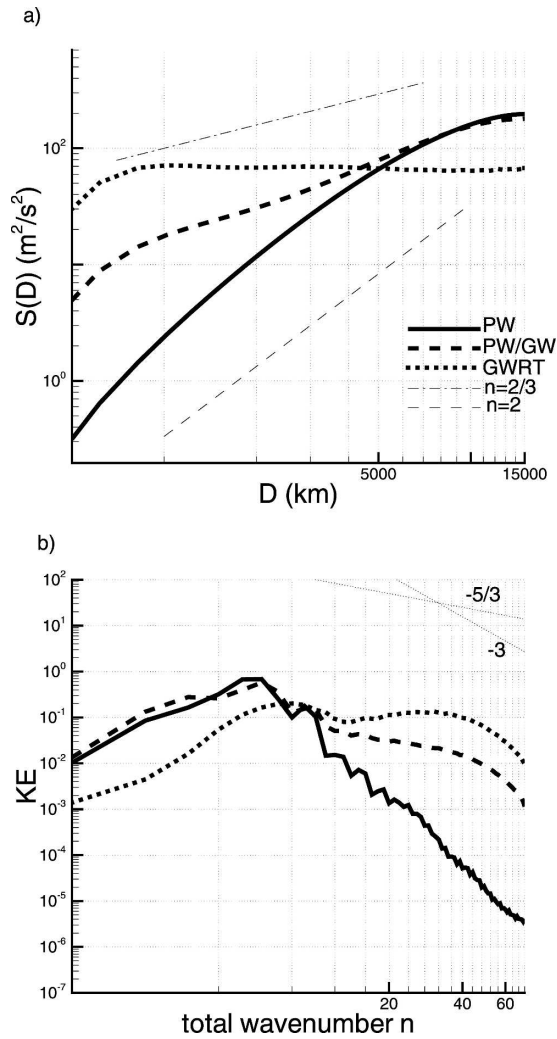 a)
S(D) (m²/s²)
10²
10¹
10⁰
PW
PW/GW
GWRT
n=2/3
n=2
5000
15000
D (km)
b)
KE
10²
10¹
10⁰
10⁻¹
10⁻²
10⁻³
10⁻⁴
10⁻⁵
10⁻⁶
10⁻⁷
-5/3
-3
20
40
60
total wavenumber n